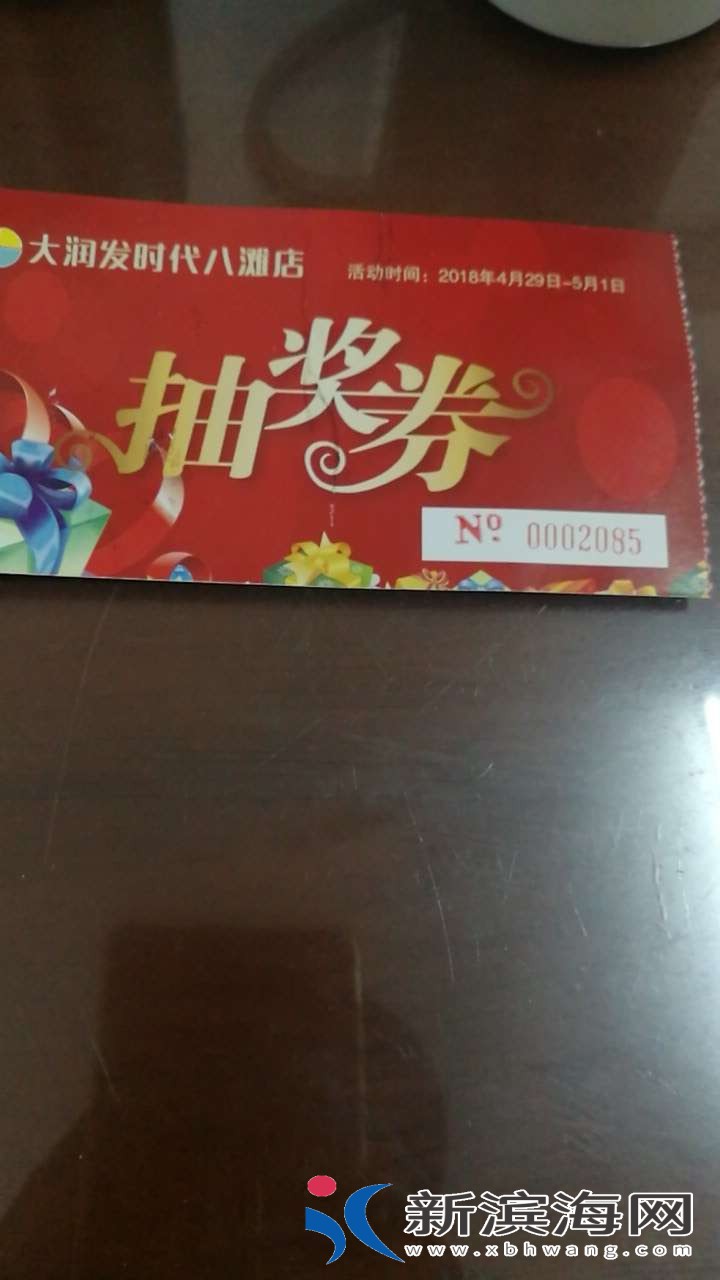 大润发时代八滩店
活动时间：2018年4月29日-5月1日
抽奖券
Nº 0002085
新滨海网
www.xbhwang.com